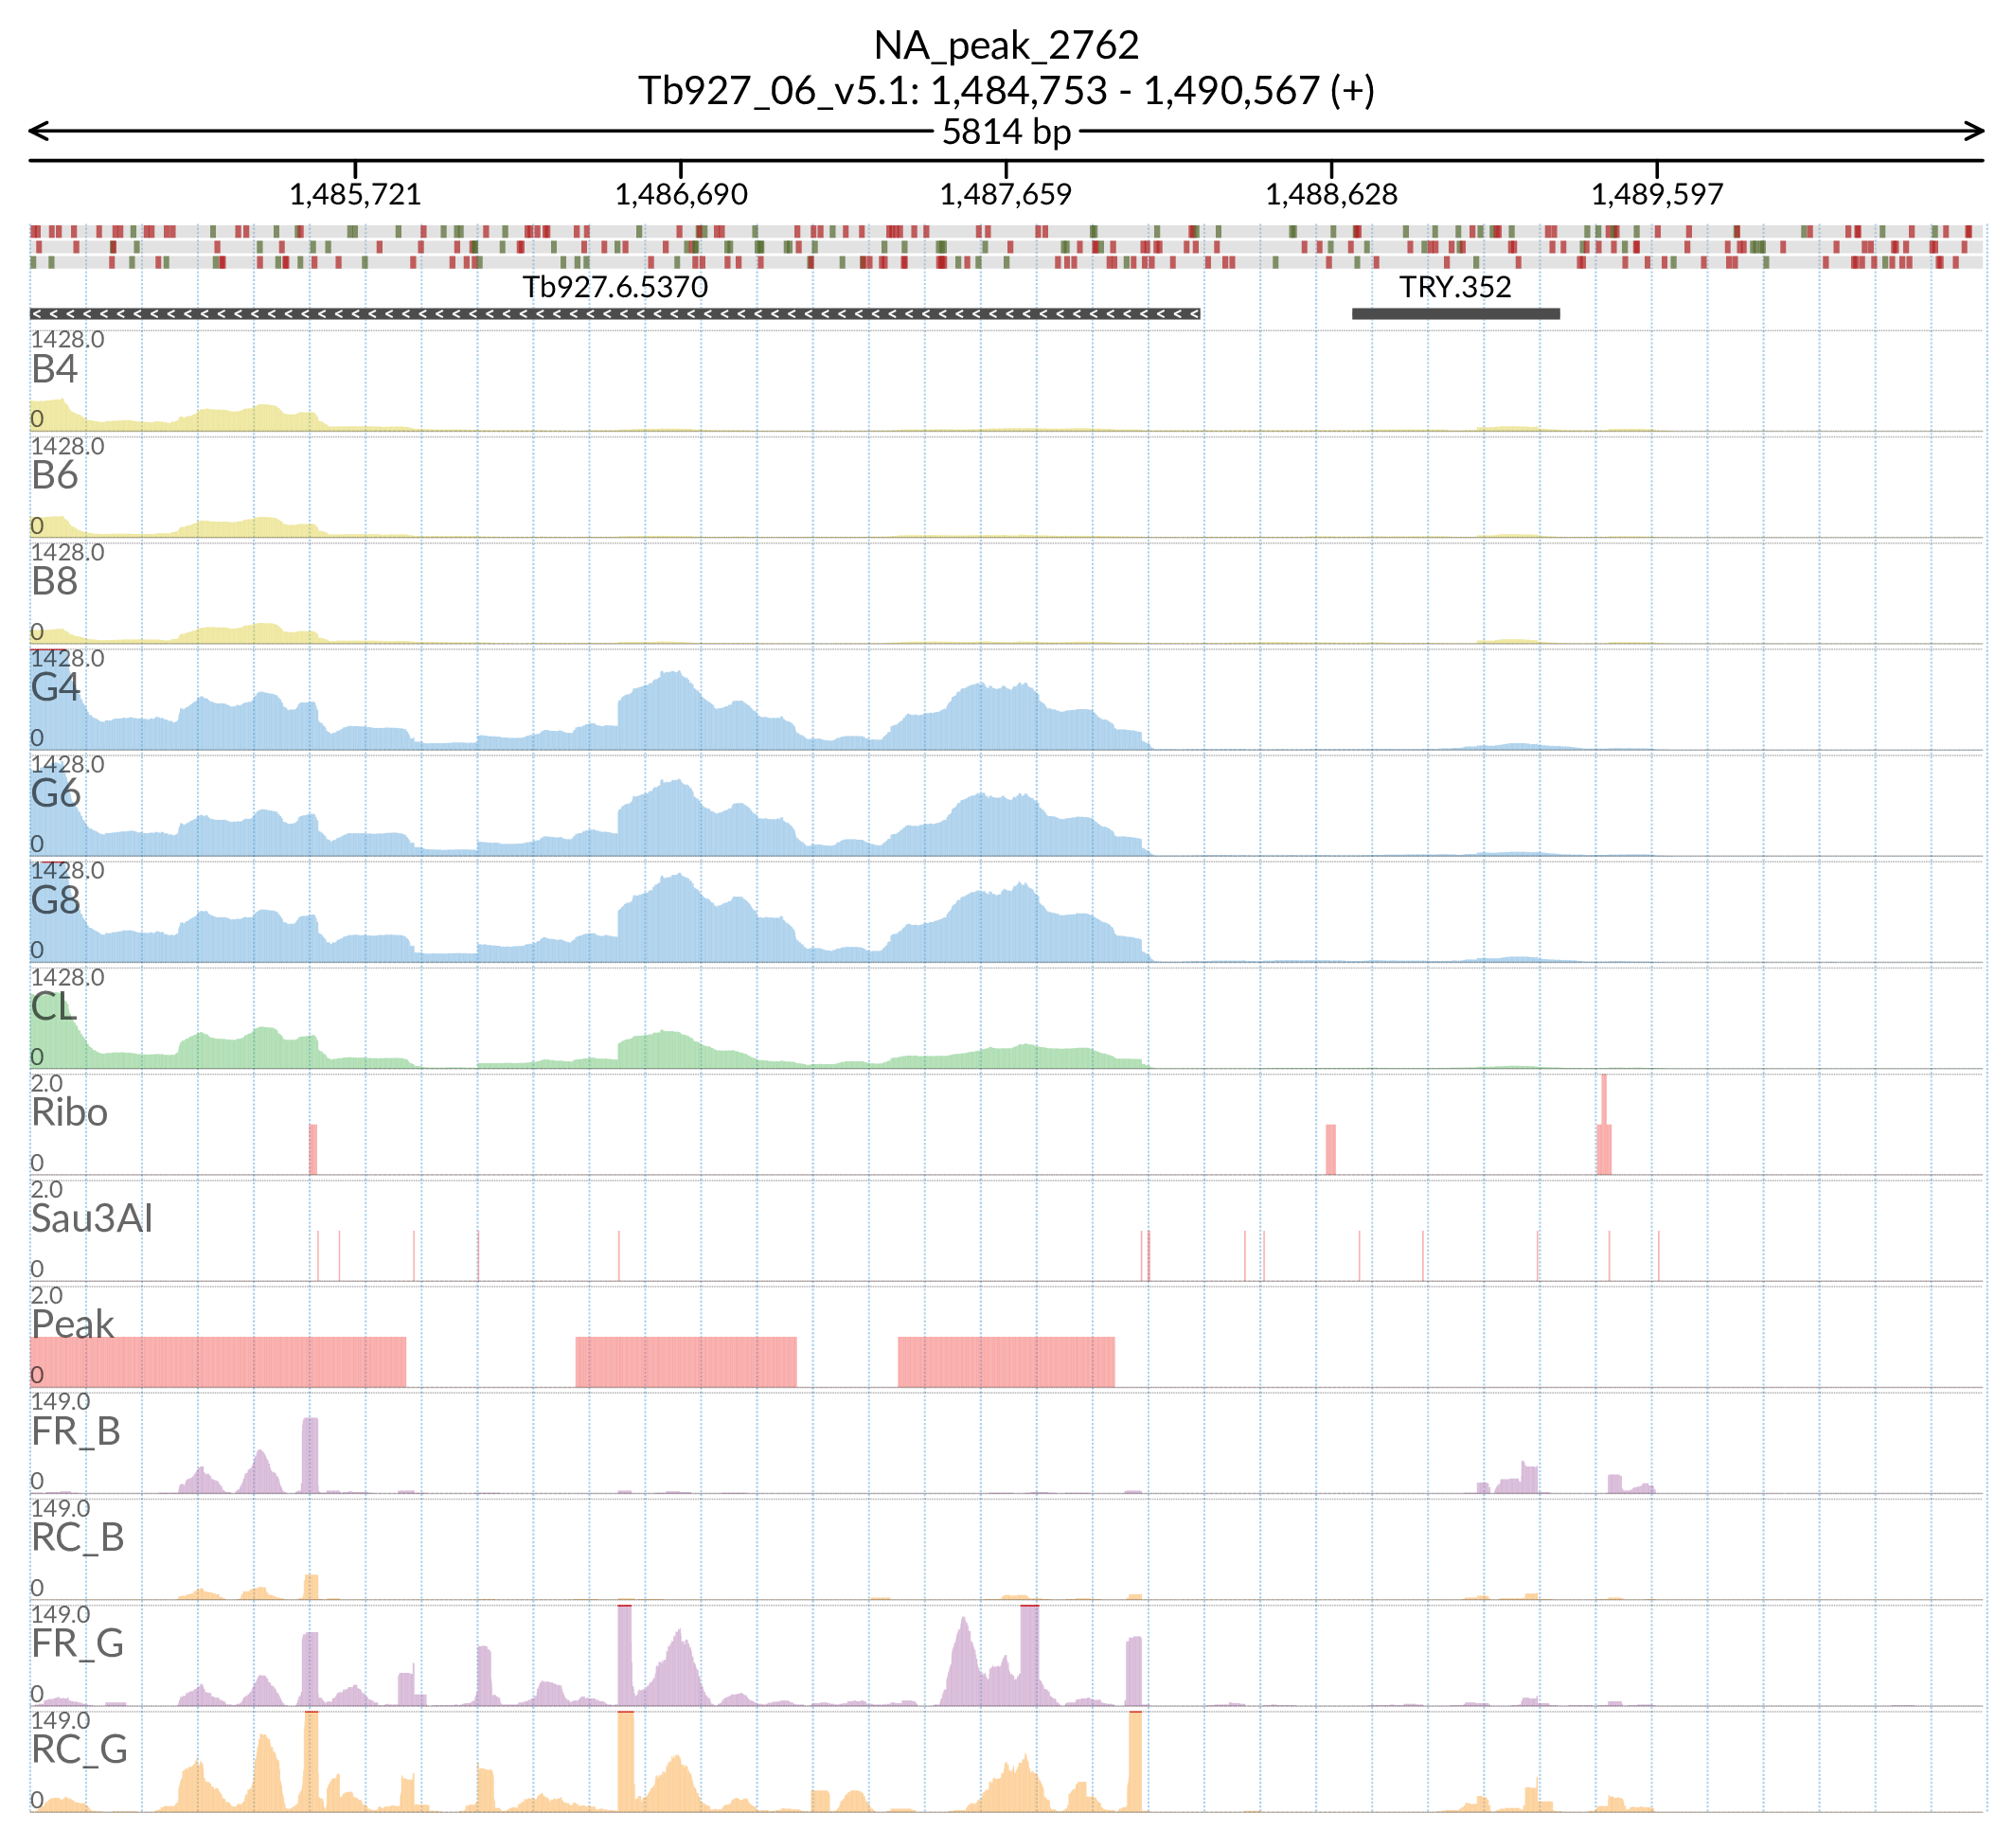 NA_peak_2762
Tb927_06_v5.1: 1,484,753 - 1,490,567 (+)
5814 bp
1,485,721 1,486,690 1,487,659 1,488,628 1,489,597
Tb927.6.5370 TRY.352
1428.0
B4
0
1428.0
B6
0
1428.0
B8
0
1428.0
G4
0
1428.0
G6
0
1428.0
G8
0
1428.0
CL
0
2.0
Ribo
0
2.0
Sau3AI
0
2.0
Peak
0
149.0
FR_B
0
149.0
RC_B
0
149.0
FR_G
0
149.0
RC_G
0